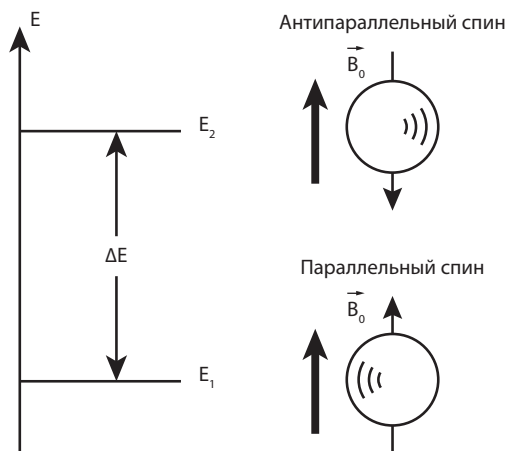 E
E₂
ΔE
E₁
Антипараллельный спин
B₀
Параллельный спин
B₀